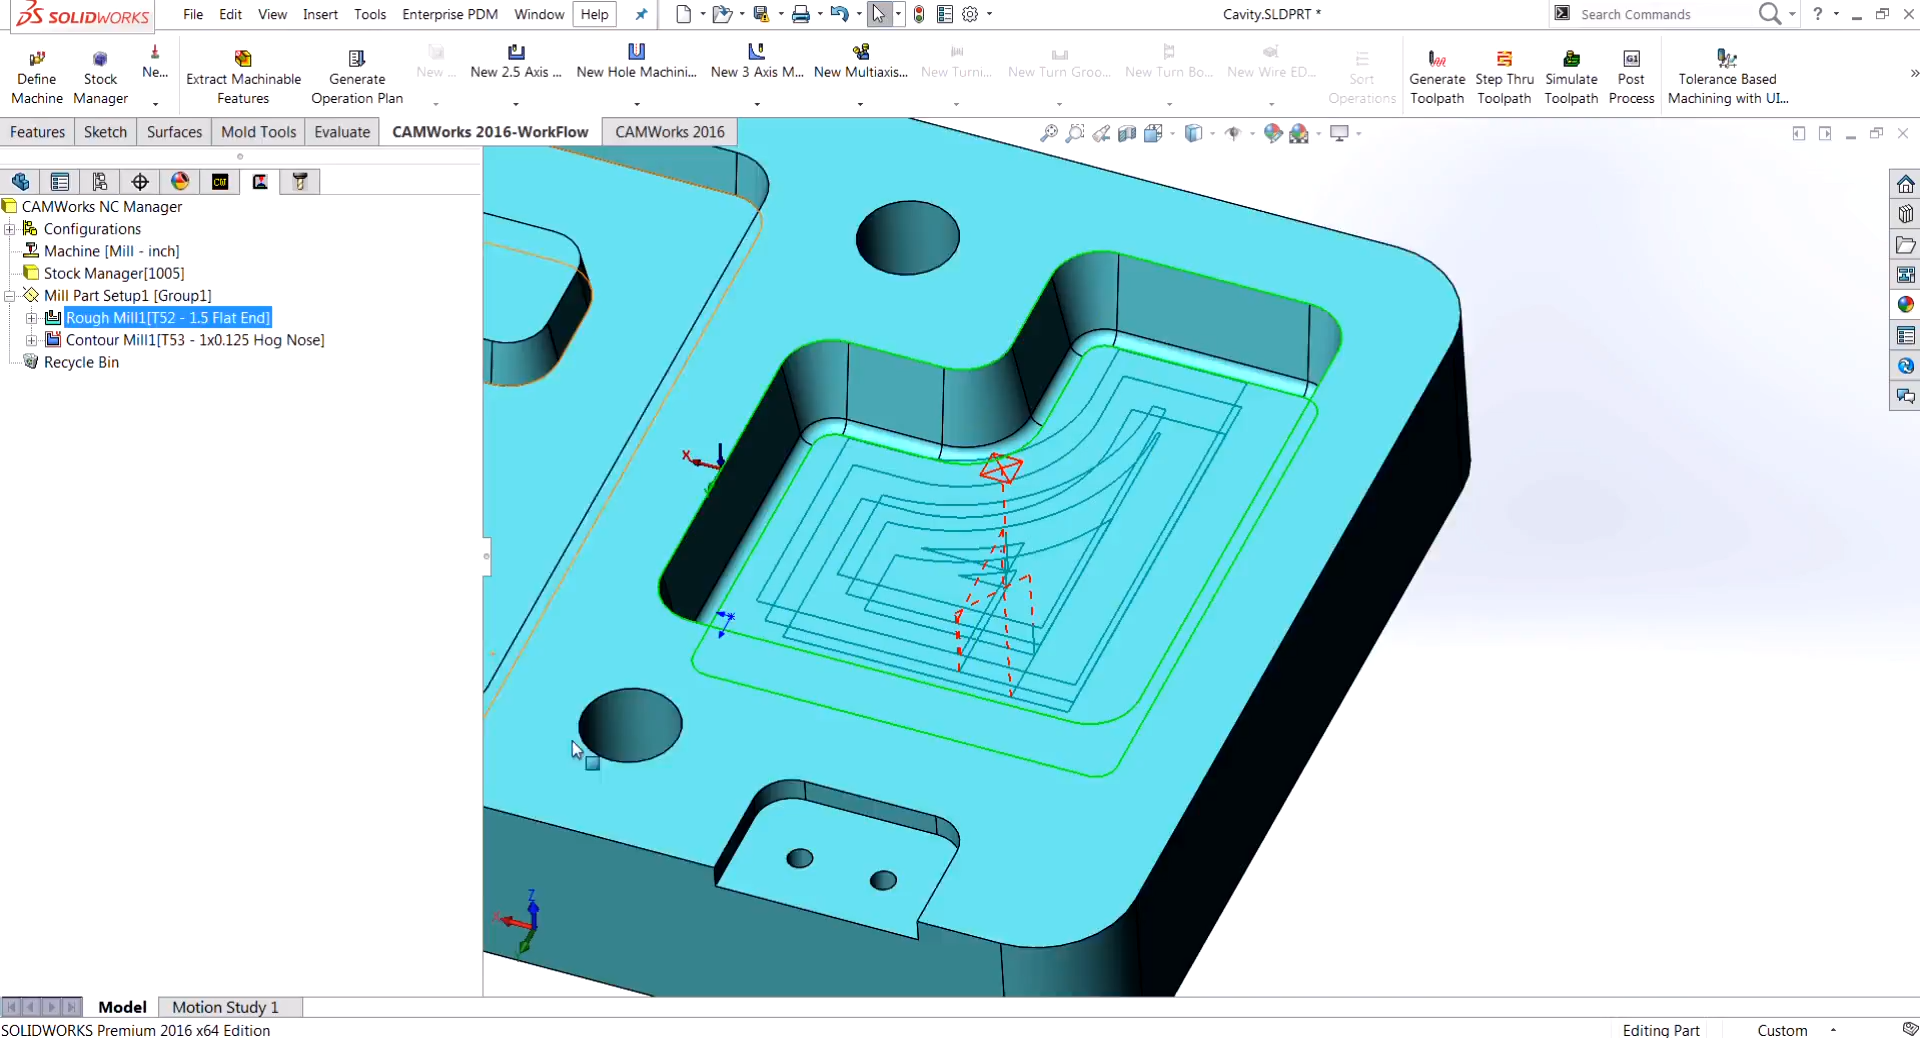 SOLIDWORKS File Edit View Insert Tools Enterprise PDM Window Help Cavity.SLDPRT * Search Commands ?
Define Machine
Stock Manager
Ne...
Extract Machinable Features
Generate Operation Plan
New ...
New 2.5 Axis ...
New Hole Machini...
New 3 Axis M...
New Multiaxis...
New Turni...
New Turn Groo...
New Turn Bo...
New Wire ED...
Sort Operations
Generate Toolpath
Step Thru Toolpath
Simulate Toolpath
G1
Post Process
Tolerance Based Machining with UI...
Features Sketch Surfaces Mold Tools Evaluate CAMWorks 2016-WorkFlow CAMWorks 2016
CW
CAMWorks NC Manager
Configurations
Machine [Mill - inch]
Stock Manager[1005]
Mill Part Setup1 [Group1]
Rough Mill1[T52 - 1.5 Flat End]
Contour Mill1[T53 - 1x0.125 Hog Nose]
Recycle Bin
X
Z
X
Model Motion Study 1
SOLIDWORKS Premium 2016 x64 Edition Editing Part Custom